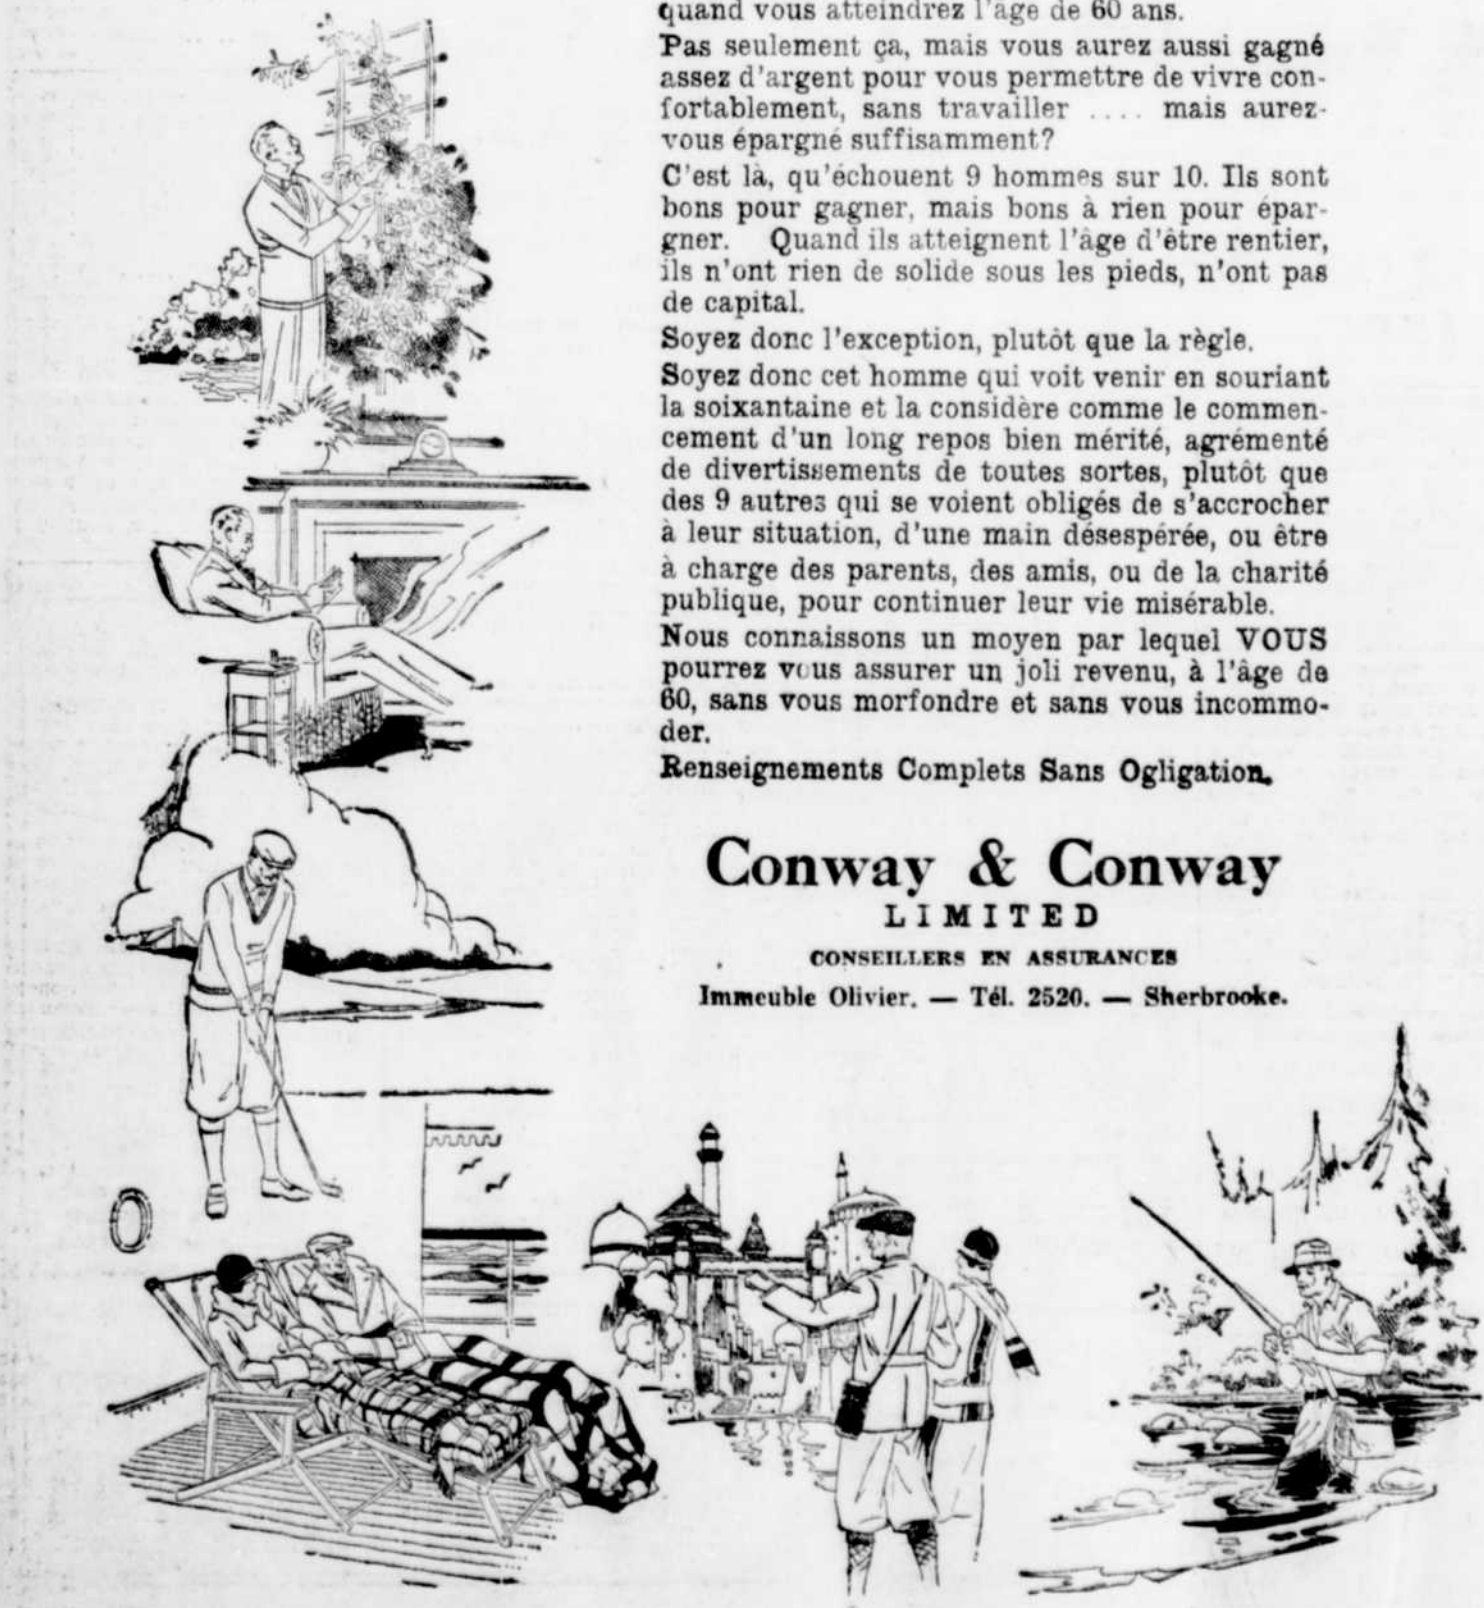 quand vous atteindrez l'âge de 60 ans.
Pas seulement ça, mais vous aurez aussi gagné
assez d'argent pour vous permettre de vivre con-
fortablement, sans travailler .... mais aurez-
vous épargné suffisamment?
C'est là, qu'échouent 9 hommes sur 10. Ils sont
bons pour gagner, mais bons à rien pour épar-
gner. Quand ils atteignent l'âge d'être rentier,
ils n'ont rien de solide sous les pieds, n'ont pas
de capital.
Soyez donc l'exception, plutôt que la règle.
Soyez donc cet homme qui voit venir en souriant
la soixantaine et la considère comme le commen-
cement d'un long repos bien mérité, agrémenté
de divertissements de toutes sortes, plutôt que
des 9 autres qui se voient obligés de s'accrocher
à leur situation, d'une main désespérée, ou être
à charge des parents, des amis, ou de la charité
publique, pour continuer leur vie misérable.
Nous connaissons un moyen par lequel VOUS
pourrez vous assurer un joli revenu, à l'âge de
60, sans vous morfondre et sans vous incommo-
der.
Renseignements Complets Sans Ogligation.
Conway & Conway
LIMITED
CONSEILLERS EN ASSURANCES
Immeuble Olivier. — Tél. 2520. — Sherbrooke.